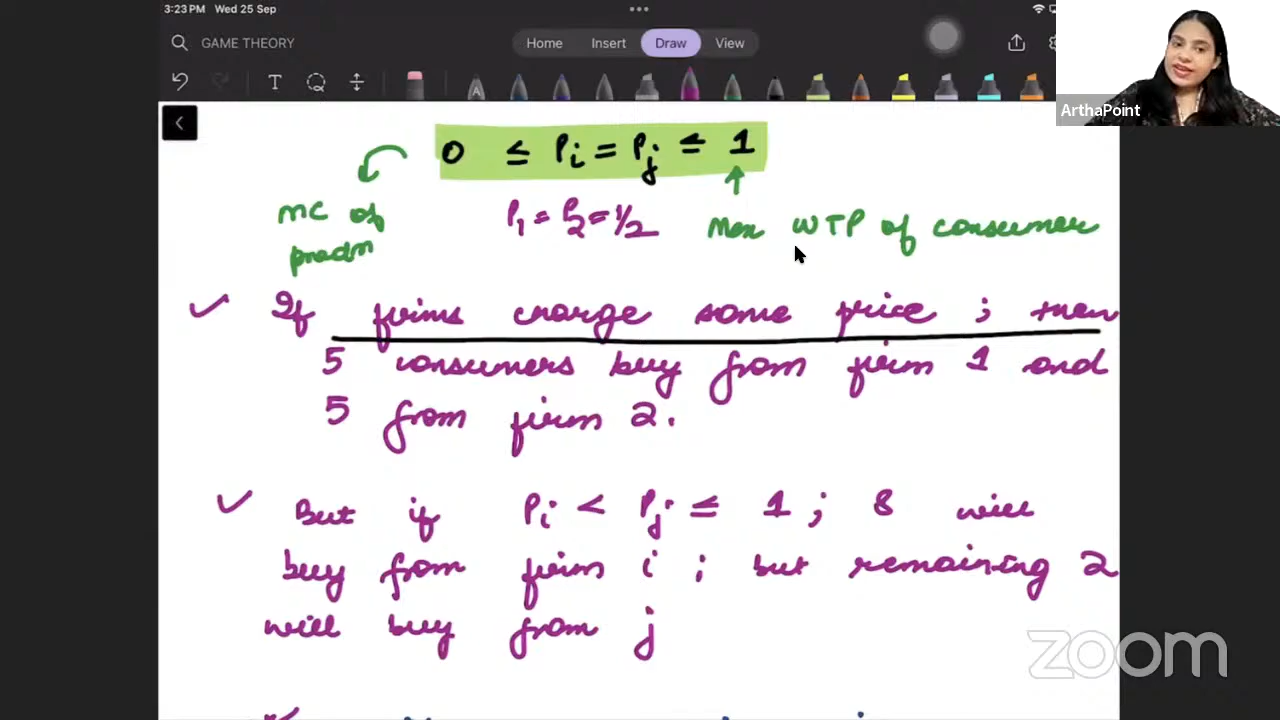 3:23 PM Wed 25 Sep
GAME THEORY
Home Insert Draw View
ArthaPoint
0 ≤ Pi = Pj ≤ 1
MC of
prodn
P1 = P2 = 1/2
Max WTP of consumer
If firms charge same price ; then
5 consumers buy from firm 1 and
5 from firm 2.
But if Pi < Pj ≤ 1 ; 8 will
buy from firm i ; but remaining 2
will buy from j
zoom